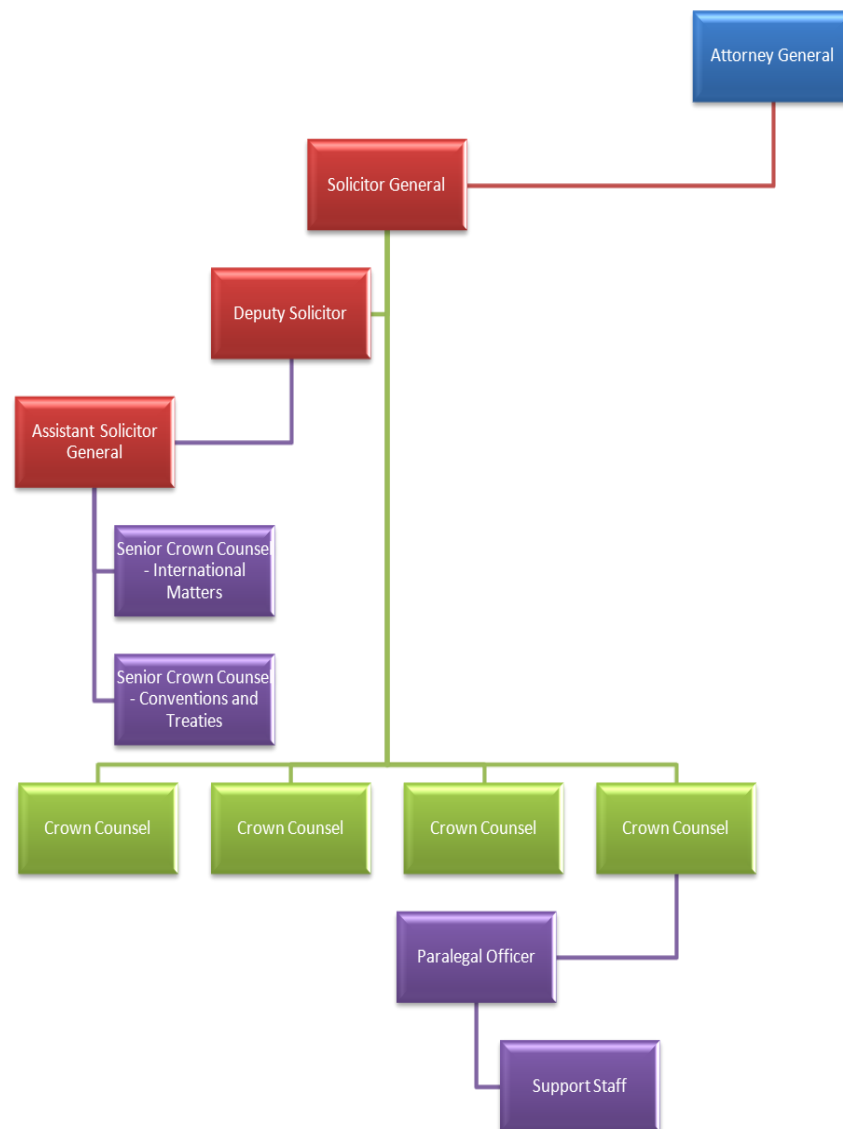 Attorney General
Solicitor General
Deputy Solicitor
Assistant Solicitor
General
Senior Crown Counsel
- International
Matters
Senior Crown Counsel
- Conventions and
Treaties
Crown Counsel
Crown Counsel
Crown Counsel
Crown Counsel
Paralegal Officer
Support Staff